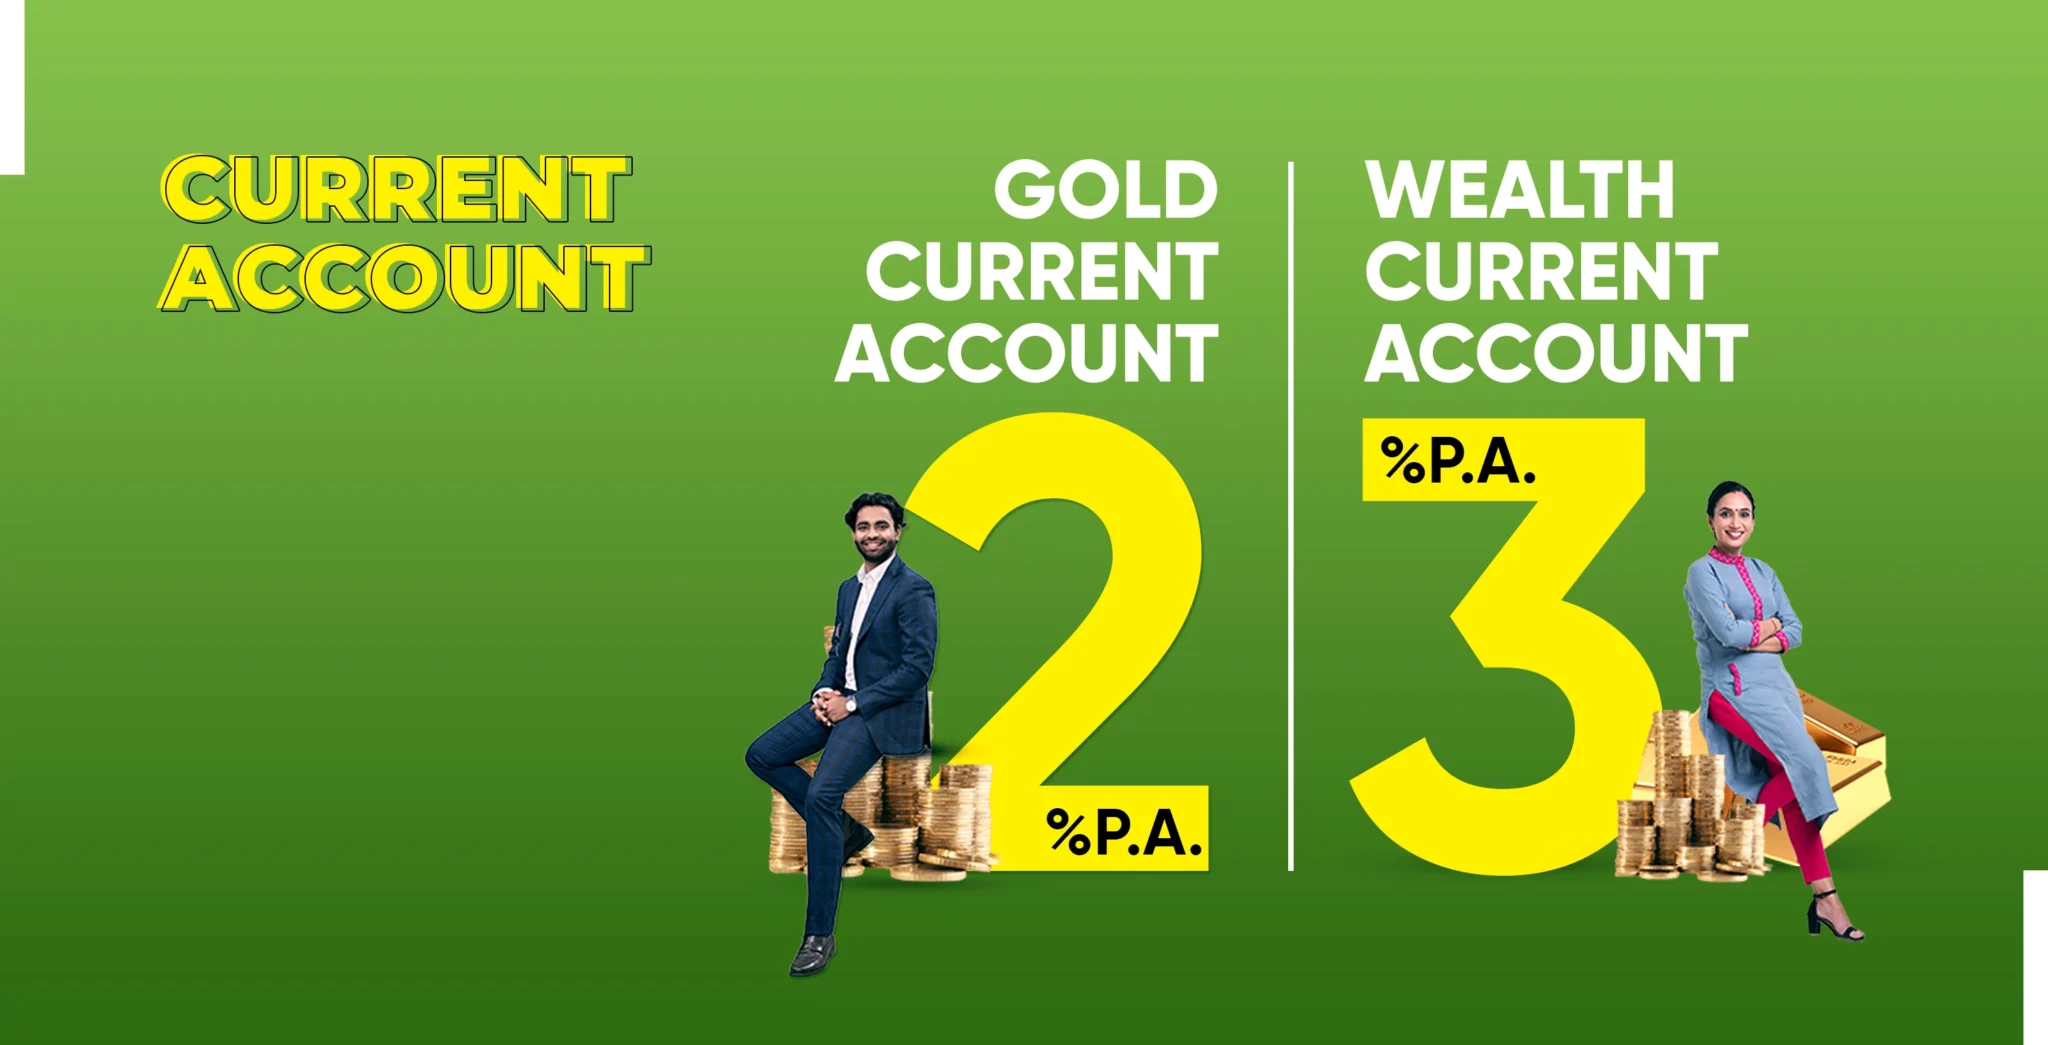 CURRENT
ACCOUNT
GOLD
CURRENT
ACCOUNT
2
%P.A.
WEALTH
CURRENT
ACCOUNT
%P.A.
3